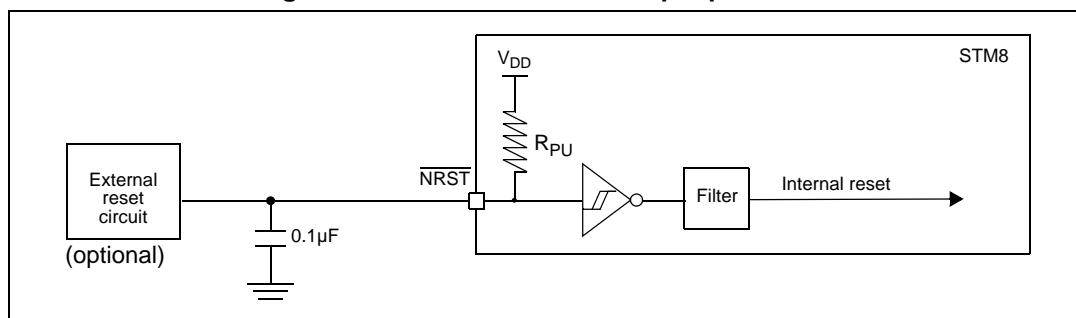 STM8
VDD
RPU
NRST
External
reset
circuit
(optional)
0.1µF
Filter
Internal reset